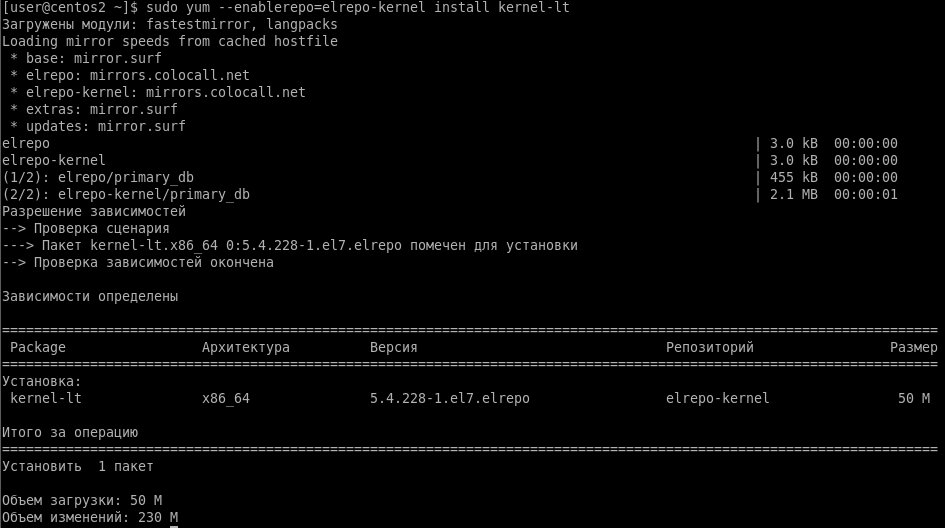 [user@centos2 ~]$ sudo yum --enablerepo=elrepo-kernel install kernel-lt
Загружены модули: fastestmirror, langpacks
Loading mirror speeds from cached hostfile
 * base: mirror.surf
 * elrepo: mirrors.colocall.net
 * elrepo-kernel: mirrors.colocall.net
 * extras: mirror.surf
 * updates: mirror.surf
elrepo | 3.0 kB 00:00:00
elrepo-kernel | 3.0 kB 00:00:00
(1/2): elrepo/primary_db | 455 kB 00:00:00
(2/2): elrepo-kernel/primary_db | 2.1 MB 00:00:01
Разрешение зависимостей
--> Проверка сценария
---> Пакет kernel-lt.x86_64 0:5.4.228-1.el7.elrepo помечен для установки
--> Проверка зависимостей окончена
Зависимости определены
Package Архитектура Версия Репозиторий Размер
Установка:
kernel-lt x86_64 5.4.228-1.el7.elrepo elrepo-kernel 50 M
Итого за операцию
Установить 1 пакет
Объем загрузки: 50 M
Объем изменений: 230 M